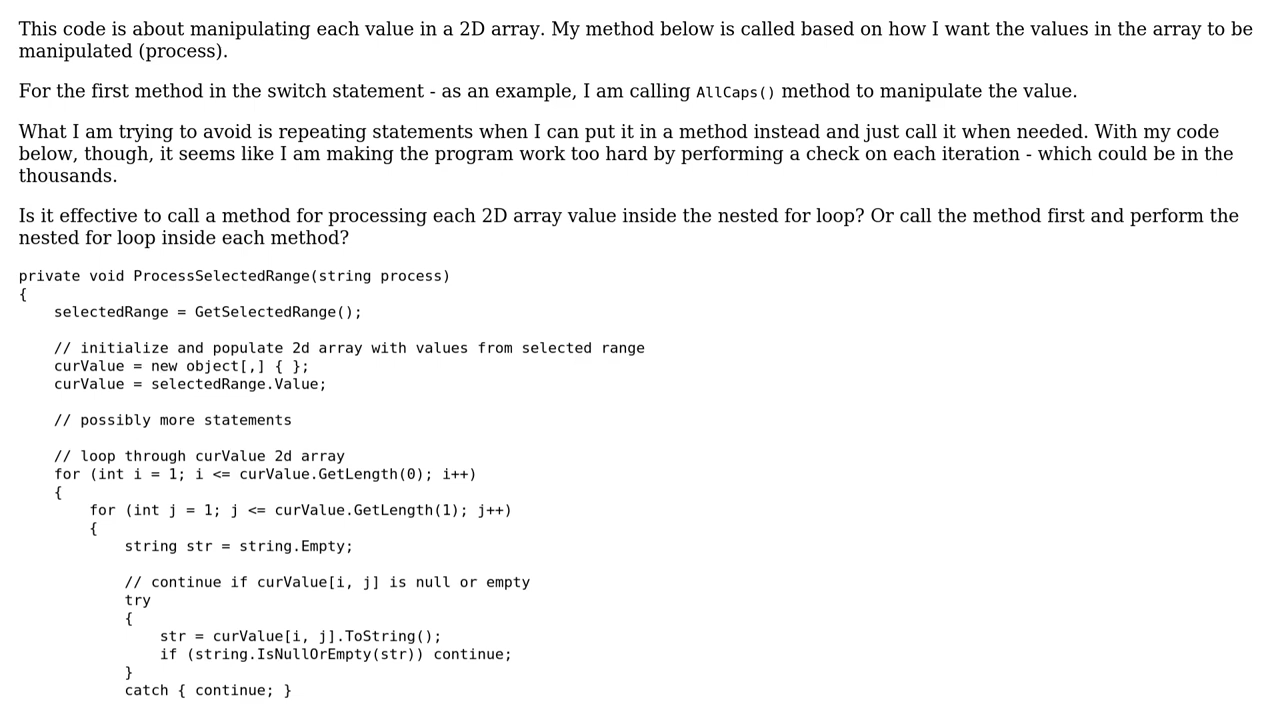 This code is about manipulating each value in a 2D array. My method below is called based on how I want the values in the array to be
manipulated (process).
For the first method in the switch statement - as an example, I am calling AllCaps() method to manipulate the value.
What I am trying to avoid is repeating statements when I can put it in a method instead and just call it when needed. With my code
below, though, it seems like I am making the program work too hard by performing a check on each iteration - which could be in the
thousands.
Is it effective to call a method for processing each 2D array value inside the nested for loop? Or call the method first and perform the
nested for loop inside each method?
private void ProcessSelectedRange(string process)
{
    selectedRange = GetSelectedRange();
    // initialize and populate 2d array with values from selected range
    curValue = new object[,] { };
    curValue = selectedRange.Value;
    // possibly more statements
    // loop through curValue 2d array
    for (int i = 1; i <= curValue.GetLength(0); i++)
    {
        for (int j = 1; j <= curValue.GetLength(1); j++)
        {
            string str = string.Empty;
            // continue if curValue[i, j] is null or empty
            try
            {
                str = curValue[i, j].ToString();
                if (string.IsNullOrEmpty(str)) continue;
            }
            catch { continue; }